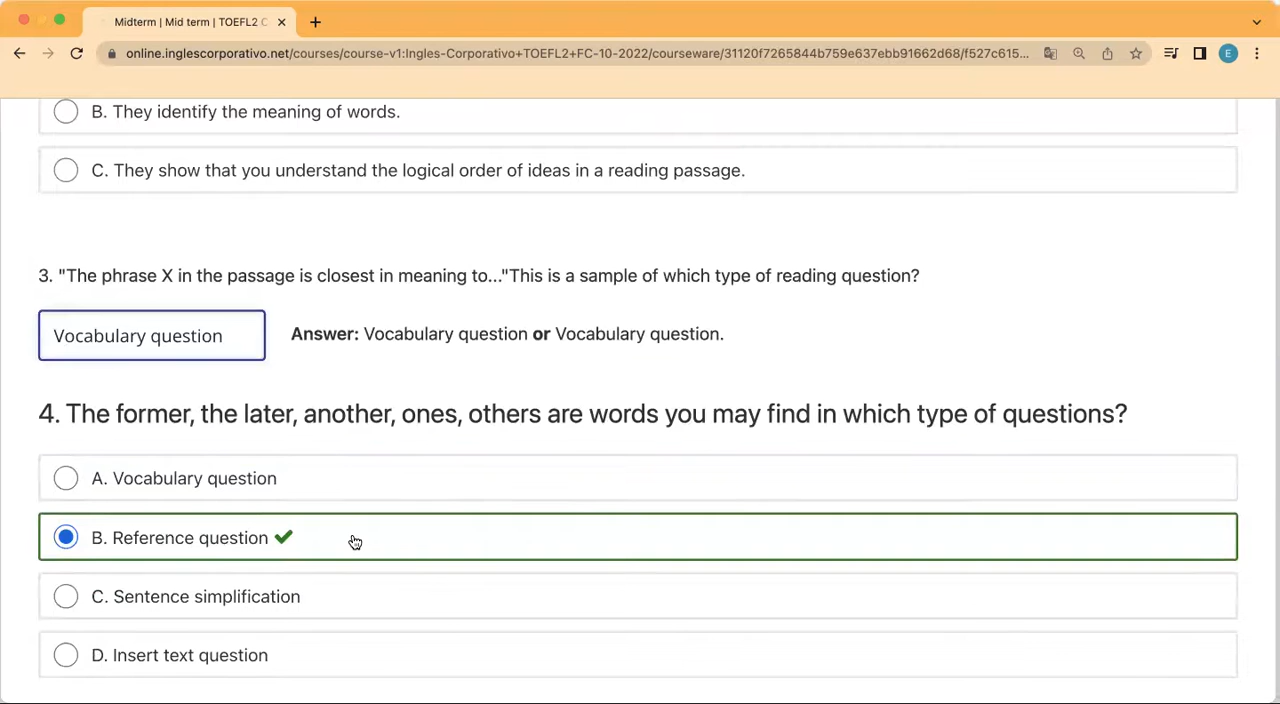 Midterm | Mid term | TOEFL2 C
online.inglescorporativo.net/courses/course-v1:Ingles-Corporativo+TOEFL2+FC-10-2022/courseware/31120f7265844b759e637ebb91662d68/f527c615...
E
B. They identify the meaning of words.
C. They show that you understand the logical order of ideas in a reading passage.
3. "The phrase X in the passage is closest in meaning to..."This is a sample of which type of reading question?
Vocabulary question
Answer: Vocabulary question or Vocabulary question.
4. The former, the later, another, ones, others are words you may find in which type of questions?
A. Vocabulary question
B. Reference question
C. Sentence simplification
D. Insert text question